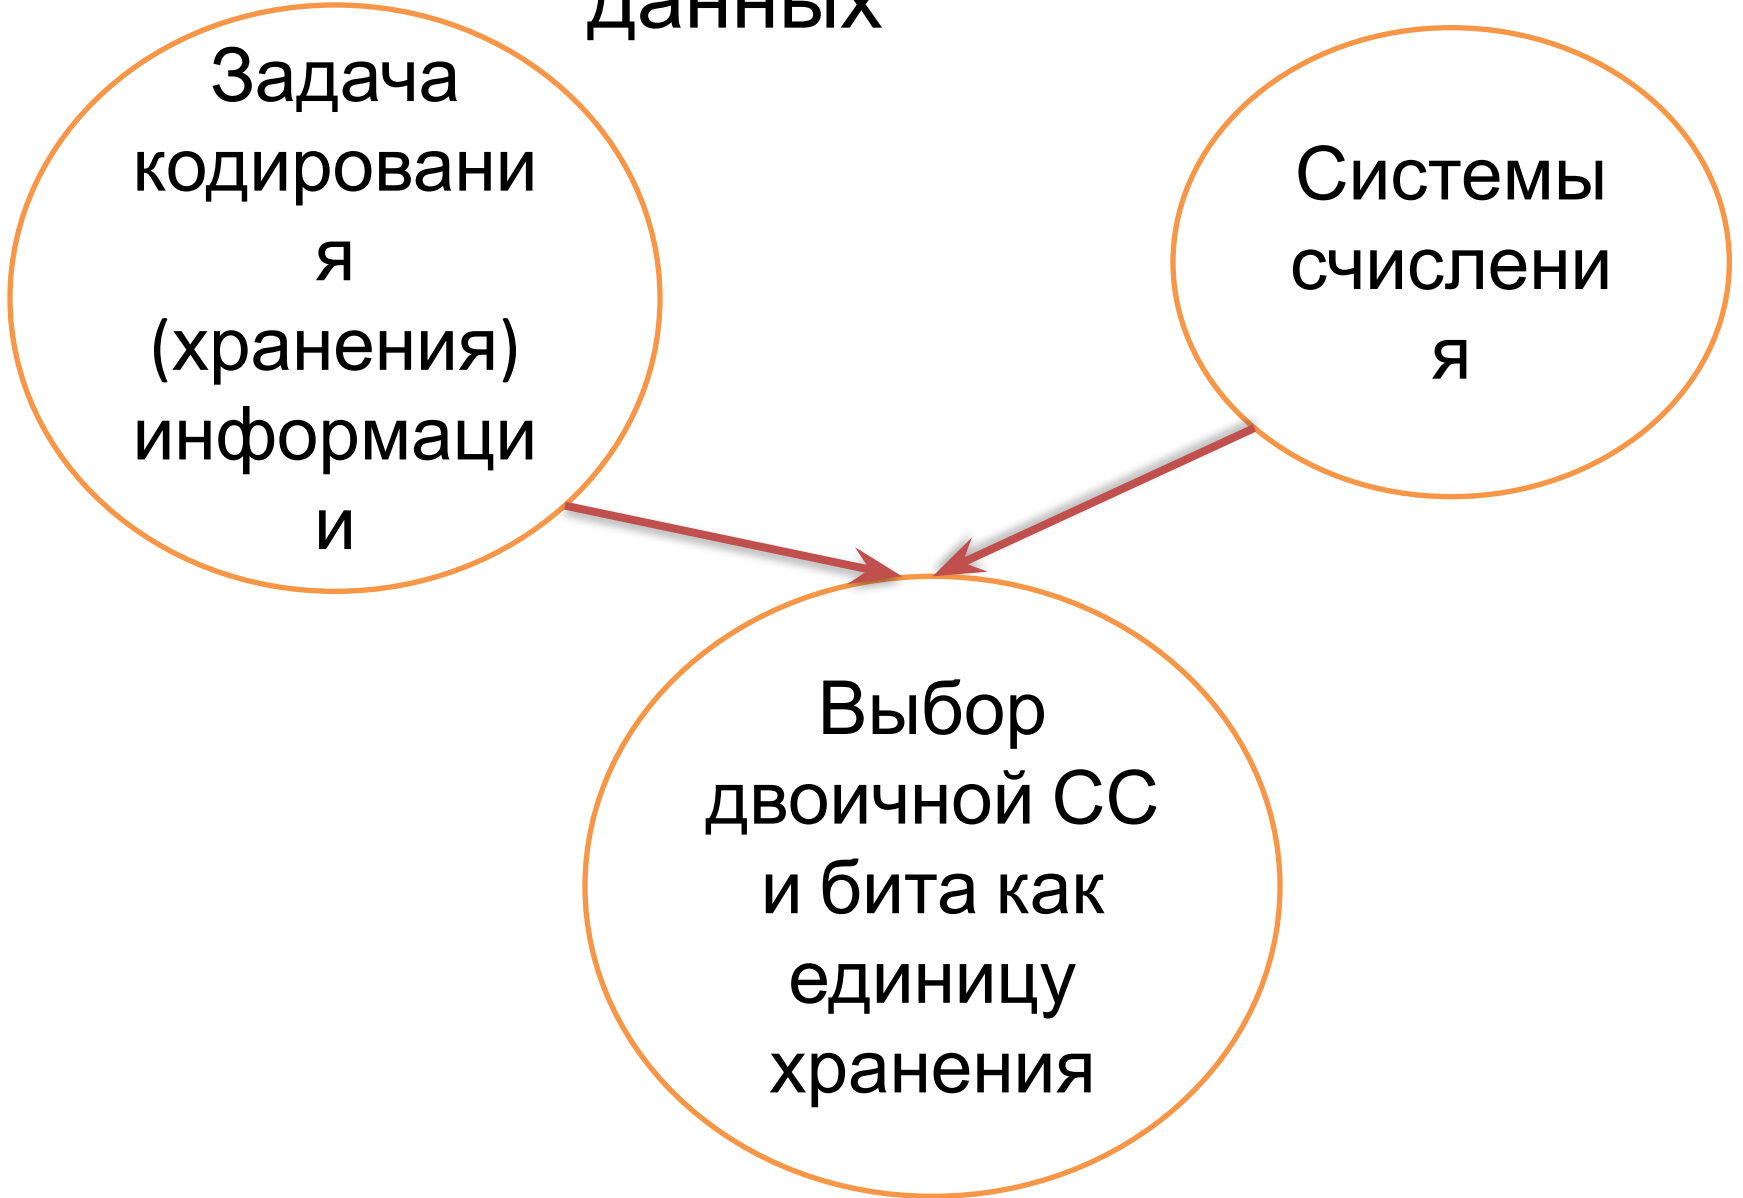 данных
Задача
кодировани
я
(хранения)
информаци
и
Системы
счислени
я
Выбор
двоичной СС
и бита как
единицу
хранения